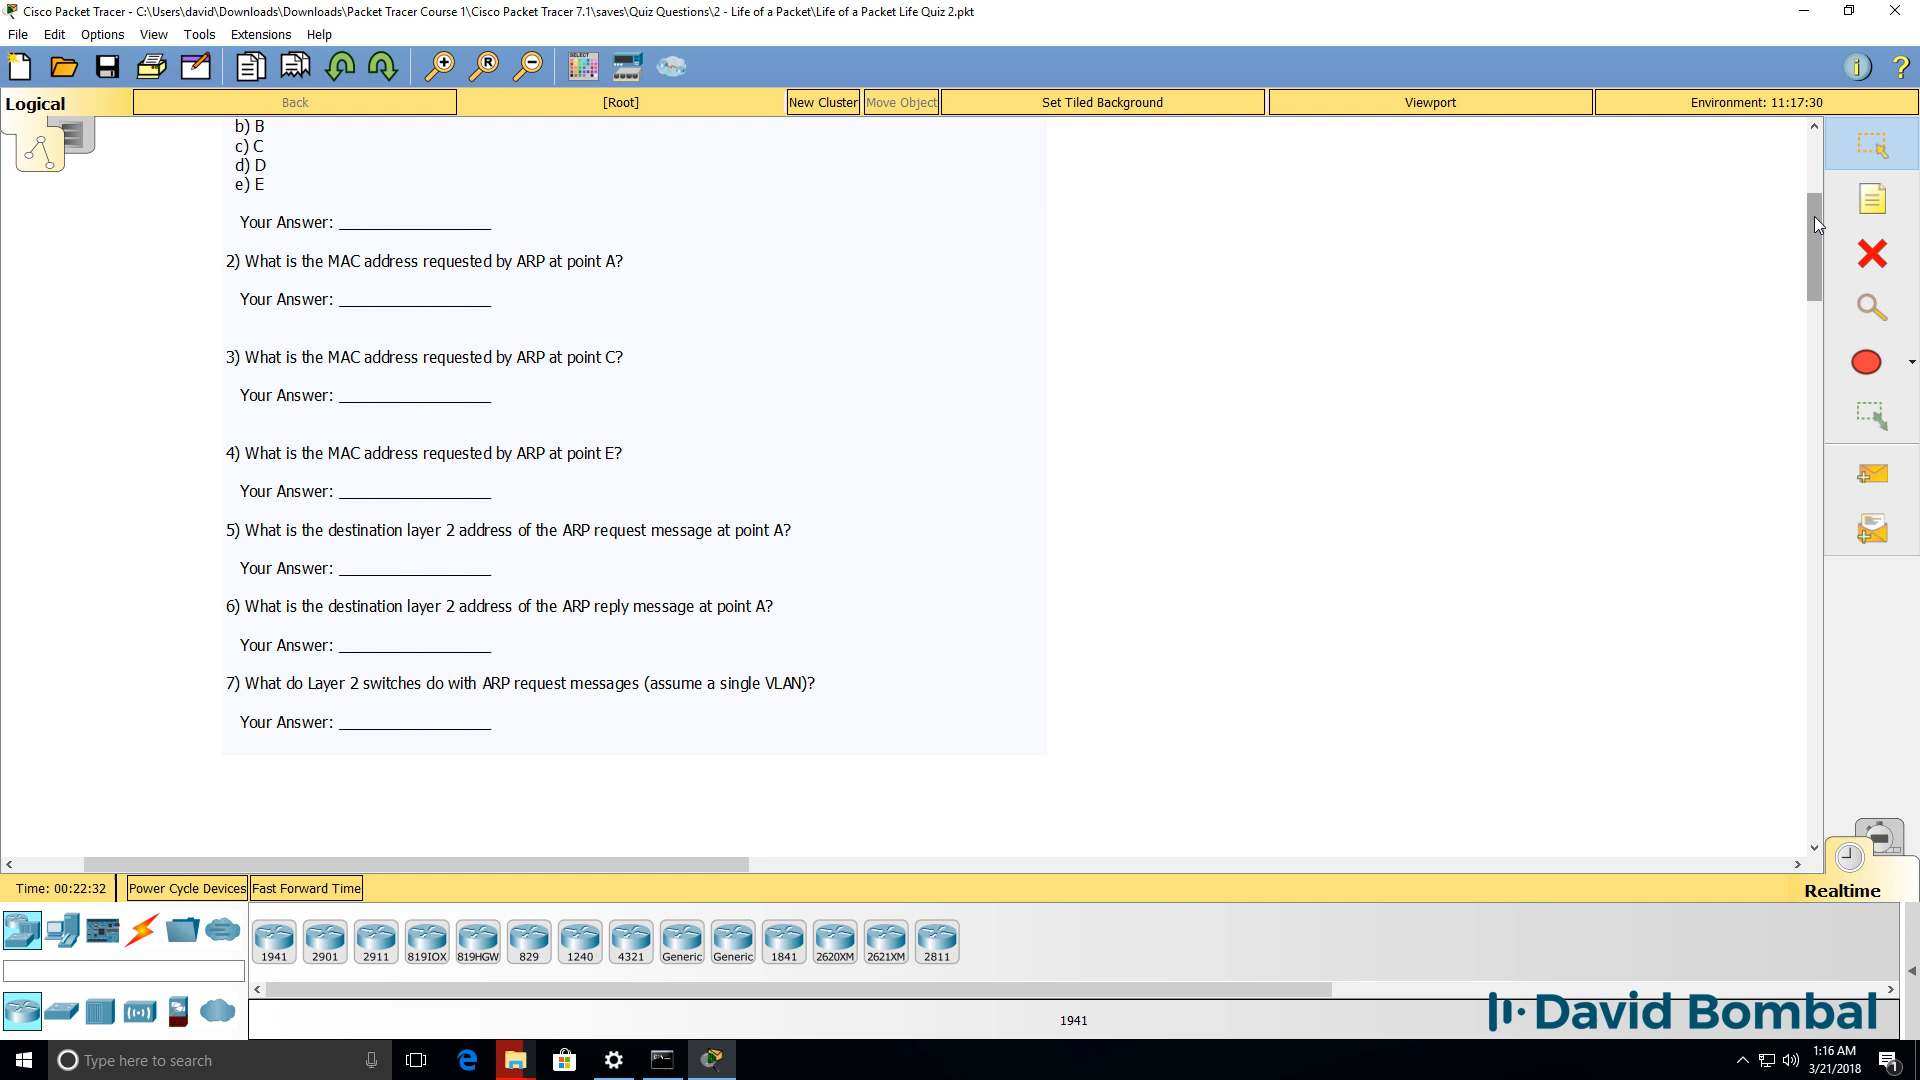 Cisco Packet Tracer - C:\Users\david\Downloads\Downloads\Packet Tracer Course 1\Cisco Packet Tracer 7.1\saves\Quiz Questions\2 - Life of a Packet\Life of a Packet Life Quiz 2.pkt
File Edit Options View Tools Extensions Help
Logical Back [Root] New Cluster Move Object Set Tiled Background Viewport Environment: 11:17:30
b) B
c) C
d) D
e) E
Your Answer: __________________
2) What is the MAC address requested by ARP at point A?
Your Answer: __________________
3) What is the MAC address requested by ARP at point C?
Your Answer: __________________
4) What is the MAC address requested by ARP at point E?
Your Answer: __________________
5) What is the destination layer 2 address of the ARP request message at point A?
Your Answer: __________________
6) What is the destination layer 2 address of the ARP reply message at point A?
Your Answer: __________________
7) What do Layer 2 switches do with ARP request messages (assume a single VLAN)?
Your Answer: __________________
Time: 00:22:32 Power Cycle Devices Fast Forward Time Realtime
1941 2901 2911 819IOX 819HGW 829 1240 4321 Generic Generic 1841 2620XM 2621XM 2811
1941
David Bombal
Type here to search
1:16 AM
3/21/2018
1